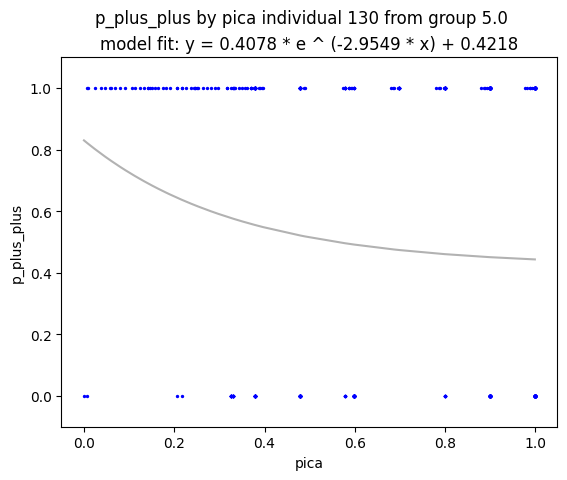 p_plus_plus by pica individual 130 from group 5.0
model fit: y = 0.4078 * e ^ (-2.9549 * x) + 0.4218
1.0
0.8
0.6
0.4
0.2
0.0
p_plus_plus
0.0 0.2 0.4 0.6 0.8 1.0
pica